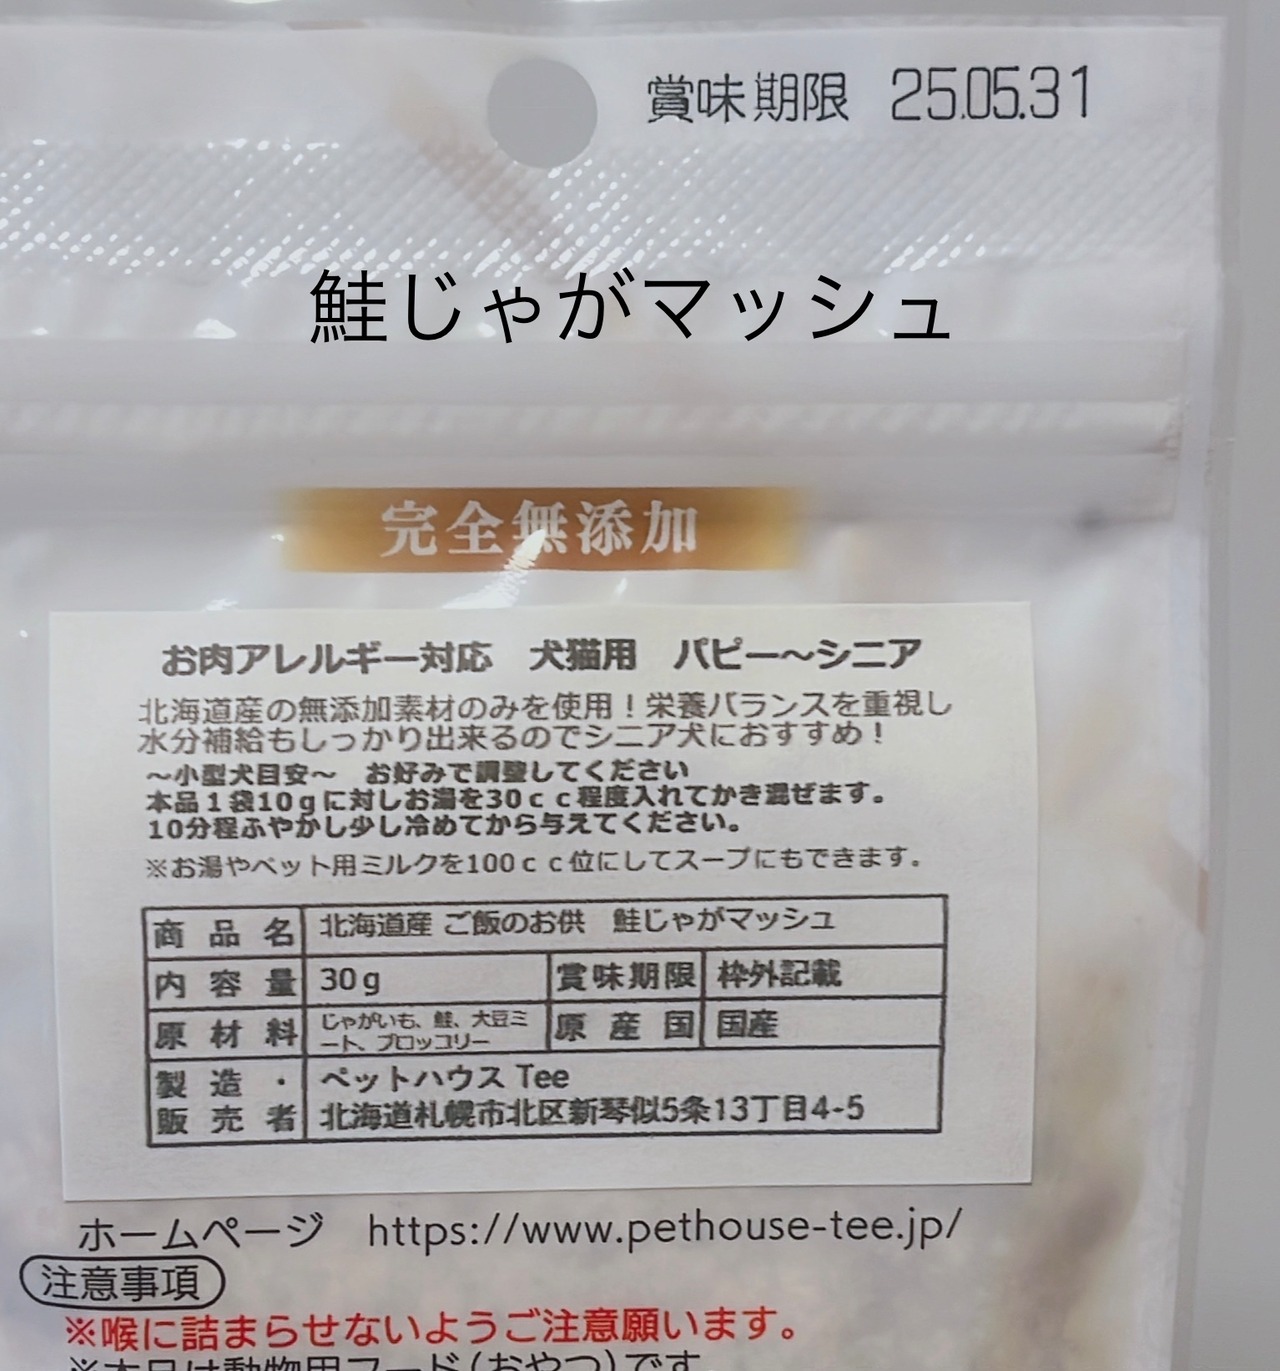 賞味期限 25.05.31
鮭じゃがマッシュ
完全無添加
お肉アレルギー対応 犬猫用 パピー～シニア
北海道産の無添加素材のみを使用！栄養バランスを重視し
水分補給もしっかり出来るのでシニア犬におすすめ！
～小型犬目安～ お好みで調整してください
本品１袋10ｇに対しお湯を30ｃｃ程度入れてかき混ぜます。
10分程ふやかし少し冷めてから与えてください。
※お湯やペット用ミルクを100ｃｃ位にしてスープにもできます。
商品名 北海道産 ご飯のお供 鮭じゃがマッシュ
内容量 30g 賞味期限 枠外記載
原材料 じゃがいも、鮭、大豆ミ
ート、ブロッコリー 原産国 国産
製造・ ペットハウス Tee
販売者 北海道札幌市北区新琴似5条13丁目4-5
ホームページ https://www.pethouse-tee.jp/
注意事項
※喉に詰まらせないようご注意願います。
※本品は動物用フード（おやつ）です